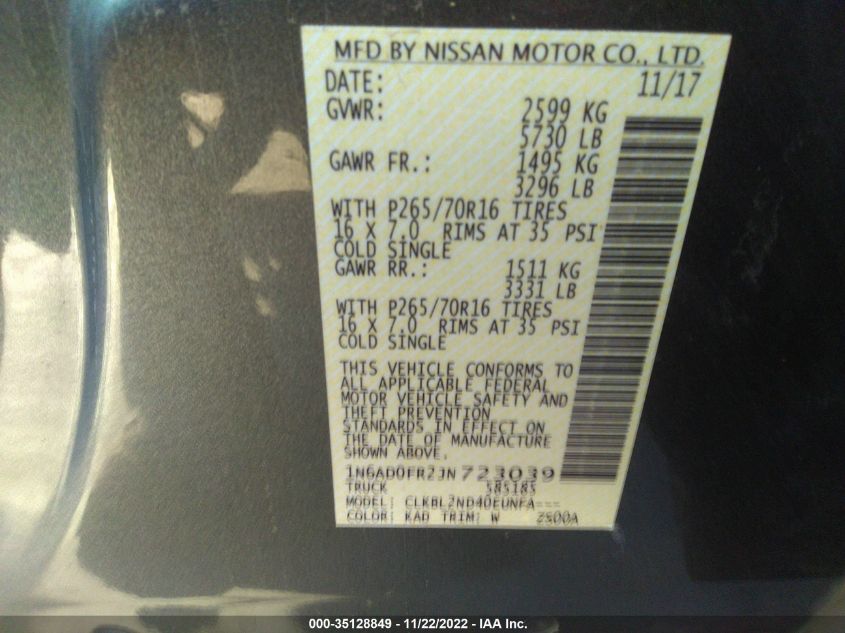 MFD BY NISSAN MOTOR CO., LTD.
DATE: 11/17
GVWR: 2599 KG
5730 LB
GAWR FR.: 1495 KG
3296 LB
WITH P265/70R16 TIRES
16 X 7.0 RIMS AT 35 PSI
COLD SINGLE
GAWR RR.: 1511 KG
3331 LB
WITH P265/70R16 TIRES
16 X 7.0 RIMS AT 35 PSI
COLD SINGLE
THIS VEHICLE CONFORMS TO
ALL APPLICABLE FEDERAL
MOTOR VEHICLE SAFETY AND
THEFT PREVENTION
STANDARDS IN EFFECT ON
THE DATE OF MANUFACTURE
SHOWN ABOVE.
1N6AD0FR2JN723039
TRUCK 585185
MODEL: CLKBL2ND40EUNFA---
COLOR: KAD TRIM: W
000-35128849 - 11/22/2022 - IAA Inc.